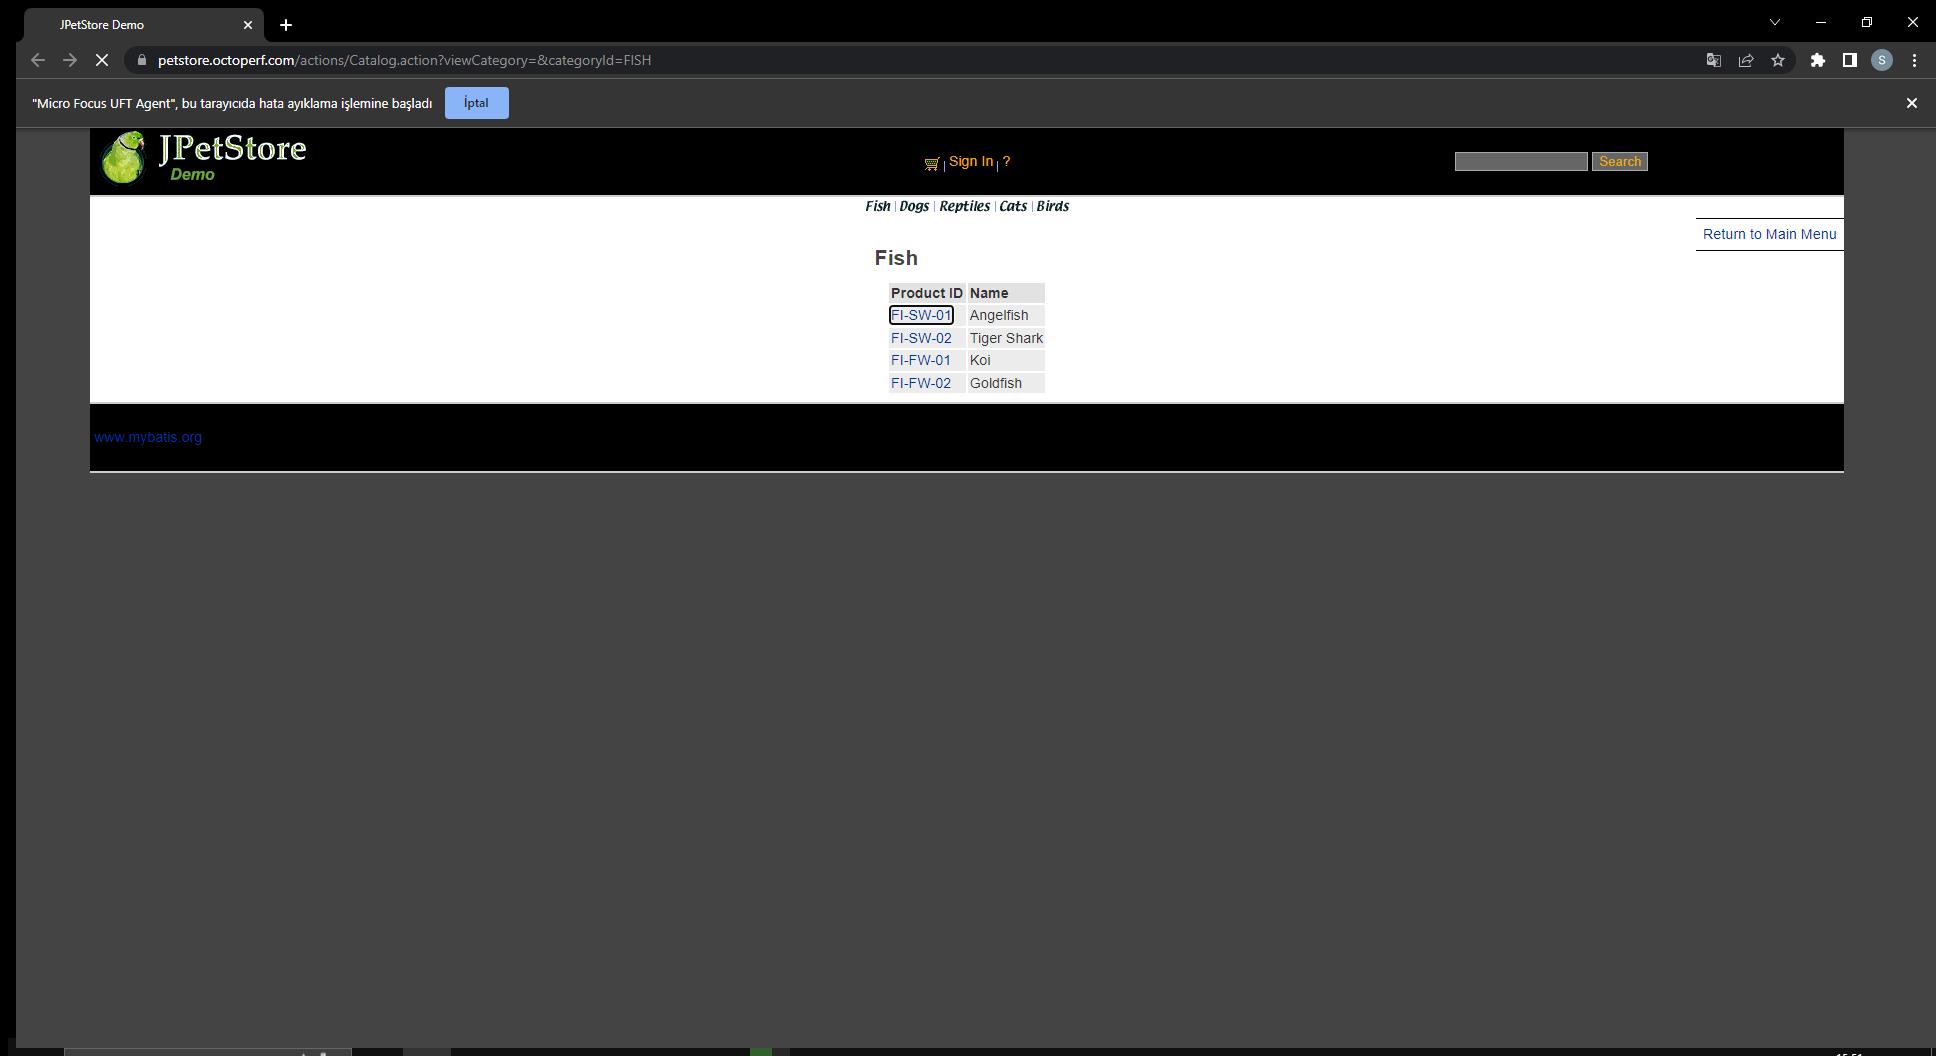 JPetStore Demo
petstore.octoperf.com/actions/Catalog.action?viewCategory=&categoryId=FISH
S
"Micro Focus UFT Agent", bu tarayıcıda hata ayıklama işlemine başladı İptal
JPetStore
Demo
| Sign In | ?
Search
Fish | Dogs | Reptiles | Cats | Birds
Return to Main Menu
Fish
Product ID Name
FI-SW-01 Angelfish
FI-SW-02 Tiger Shark
FI-FW-01 Koi
FI-FW-02 Goldfish
www.mybatis.org